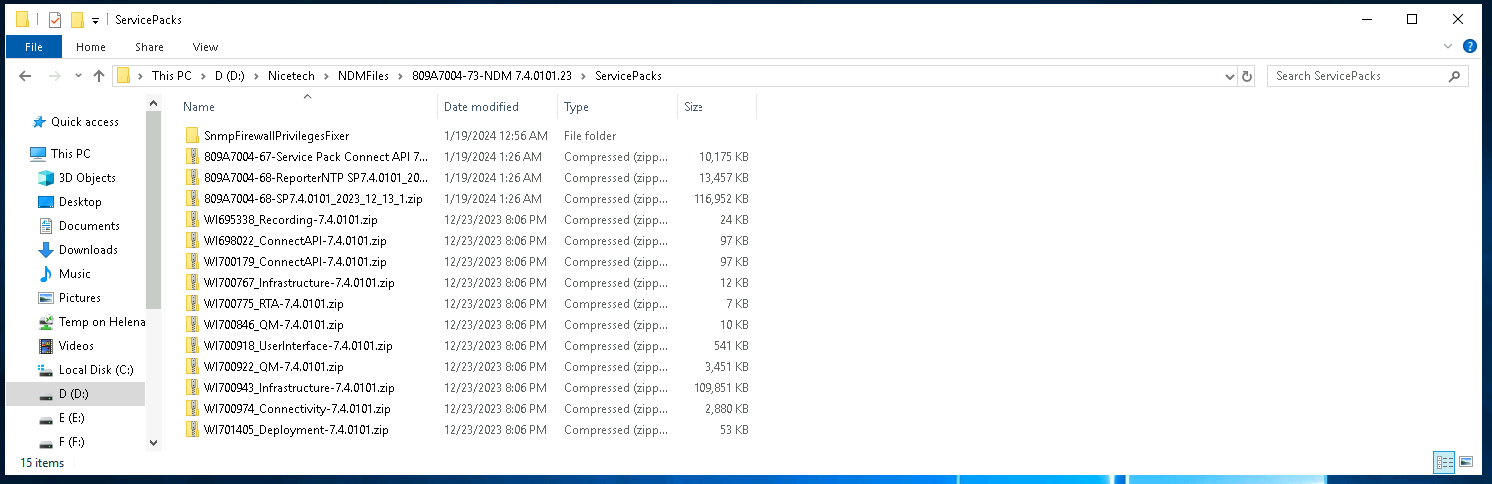 ServicePacks
File Home Share View
This PC D (D:) Nicetech NDMFiles 809A7004-73-NDM 7.4.0101.23 ServicePacks Search ServicePacks
Name Date modified Type Size
Quick access
This PC
3D Objects
Desktop
Documents
Downloads
Music
Pictures
Temp on Helena
Videos
Local Disk (C:)
D (D:)
E (E:)
F (F:)
SnmpFirewallPrivilegesFixer 1/19/2024 12:56 AM File folder
809A7004-67-Service Pack Connect API 7... 1/19/2024 1:26 AM Compressed (zipp... 10,175 KB
809A7004-68-ReporterNTP SP7.4.0101_20... 1/19/2024 1:26 AM Compressed (zipp... 13,457 KB
809A7004-68-SP7.4.0101_2023_12_13_1.zip 1/19/2024 1:26 AM Compressed (zipp... 116,952 KB
WI695338_Recording-7.4.0101.zip 12/23/2023 8:06 PM Compressed (zipp... 24 KB
WI698022_ConnectAPI-7.4.0101.zip 12/23/2023 8:06 PM Compressed (zipp... 97 KB
WI700179_ConnectAPI-7.4.0101.zip 12/23/2023 8:06 PM Compressed (zipp... 97 KB
WI700767_Infrastructure-7.4.0101.zip 12/23/2023 8:06 PM Compressed (zipp... 12 KB
WI700775_RTA-7.4.0101.zip 12/23/2023 8:06 PM Compressed (zipp... 7 KB
WI700846_QM-7.4.0101.zip 12/23/2023 8:06 PM Compressed (zipp... 10 KB
WI700918_UserInterface-7.4.0101.zip 12/23/2023 8:06 PM Compressed (zipp... 541 KB
WI700922_QM-7.4.0101.zip 12/23/2023 8:06 PM Compressed (zipp... 3,451 KB
WI700943_Infrastructure-7.4.0101.zip 12/23/2023 8:06 PM Compressed (zipp... 109,851 KB
WI700974_Connectivity-7.4.0101.zip 12/23/2023 8:06 PM Compressed (zipp... 2,880 KB
WI701405_Deployment-7.4.0101.zip 12/23/2023 8:06 PM Compressed (zipp... 53 KB
15 items